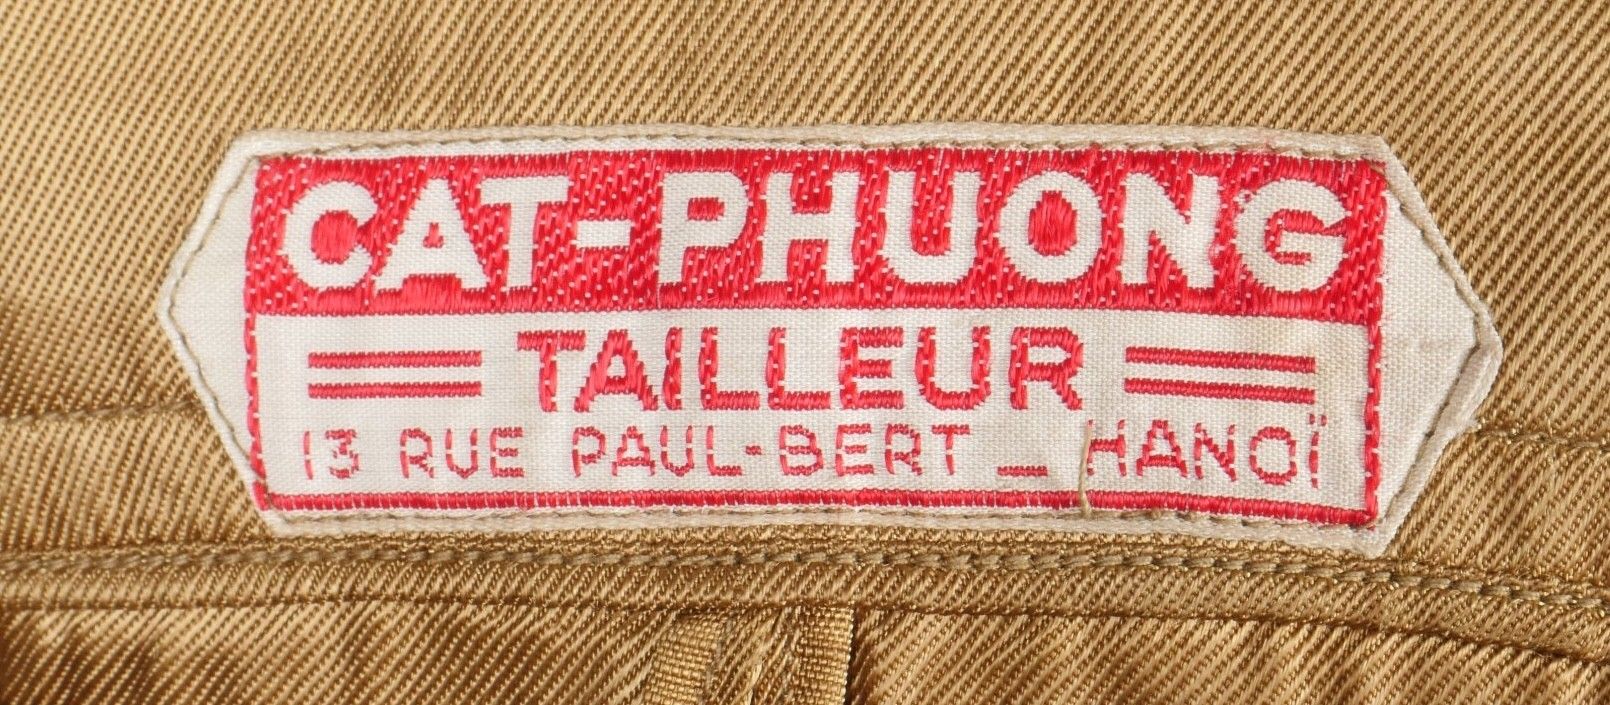 CAT-PHUONG
TAILLEUR
13 RUE PAUL-BERT _ HANOÏ